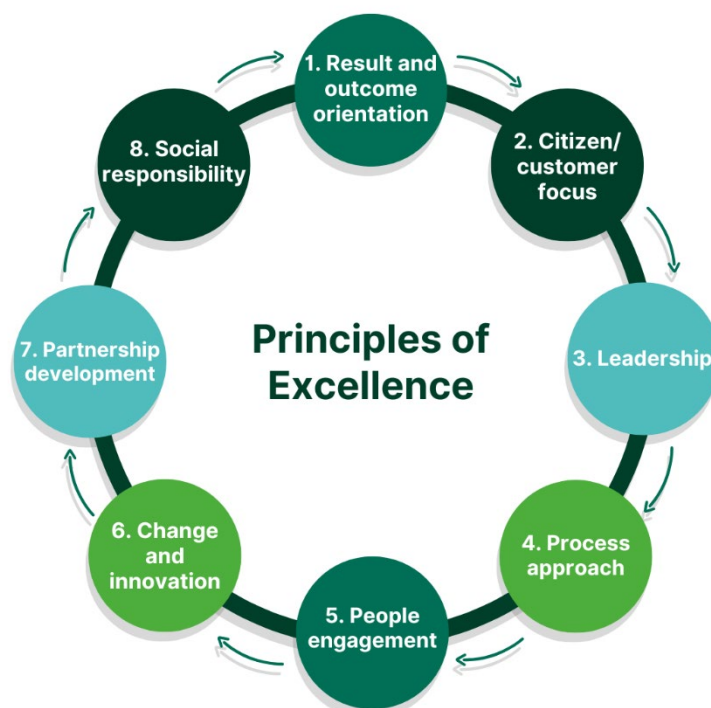 1. Result and
outcome
orientation
2. Citizen/
customer
focus
3. Leadership
4. Process
approach
5. People
engagement
6. Change
and
innovation
7. Partnership
development
8. Social
responsibility
Principles of
Excellence